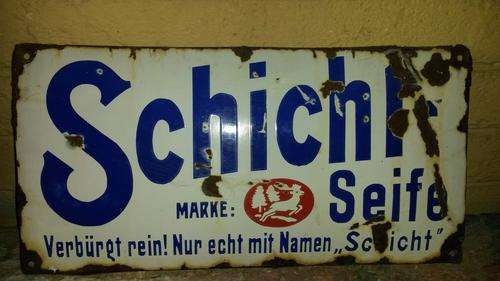 Schicht
MARKE: Seife
Verbürgt rein! Nur echt mit Namen „Schicht"